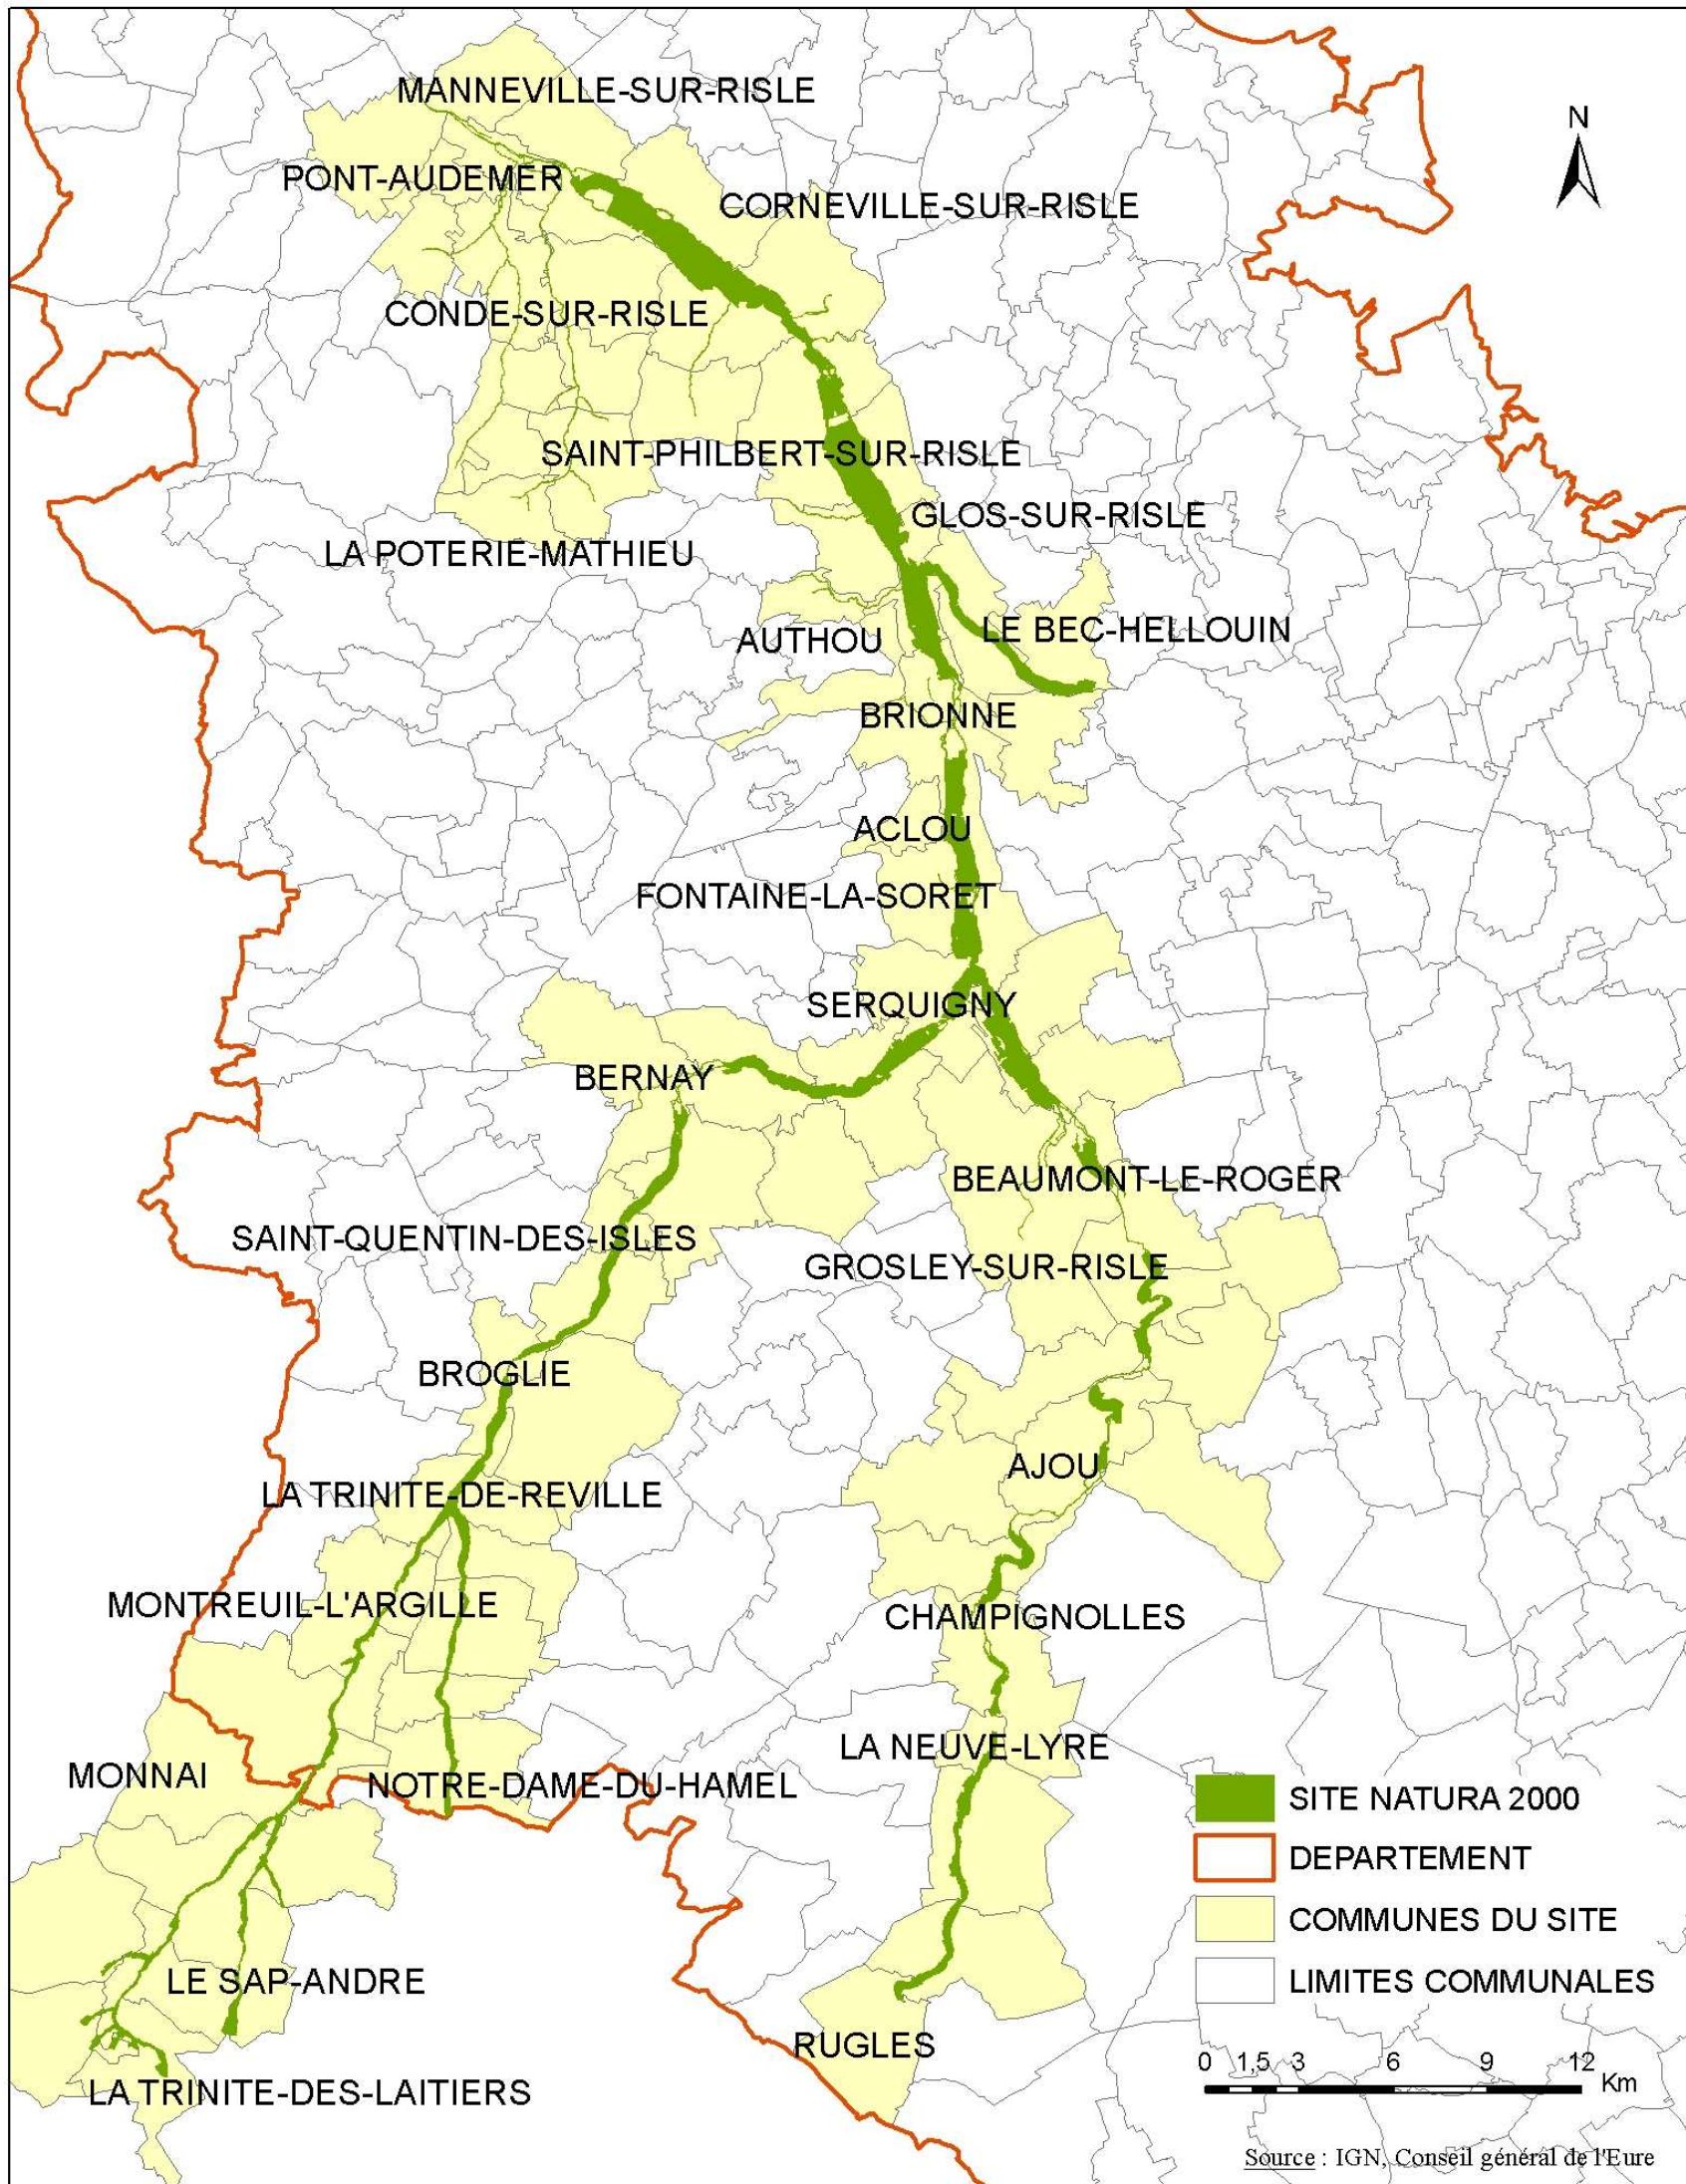 MANNEVILLE-SUR-RISLE
N
PONT-AUDEMER
CORNEVILLE-SUR-RISLE
CONDE-SUR-RISLE
SAINT-PHILBERT-SUR-RISLE
GLOS-SUR-RISLE
LA POTERIE-MATHIEU
LE BEC-HELLOUIN
AUTHOU
BRIONNE
ACLOU
FONTAINE-LA-SORET
SERQUIGNY
BERNAY
BEAUMONT-LE-ROGER
SAINT-QUENTIN-DES-ISLES
GROSLEY-SUR-RISLE
BROGLIE
AJOU
LA TRINITE-DE-REVILLE
MONTREUIL-L'ARGILLE
CHAMPIGNOLLES
LA NEUVE-LYRE
MONNAI
NOTRE-DAME-DU-HAMEL
SITE NATURA 2000
DEPARTEMENT
COMMUNES DU SITE
LE SAP-ANDRE
LIMITES COMMUNALES
RUGLES
0 1,5 3 6 9 12
Km
LA TRINITE-DES-LAITIERS
Source : IGN, Conseil général de l'Eure